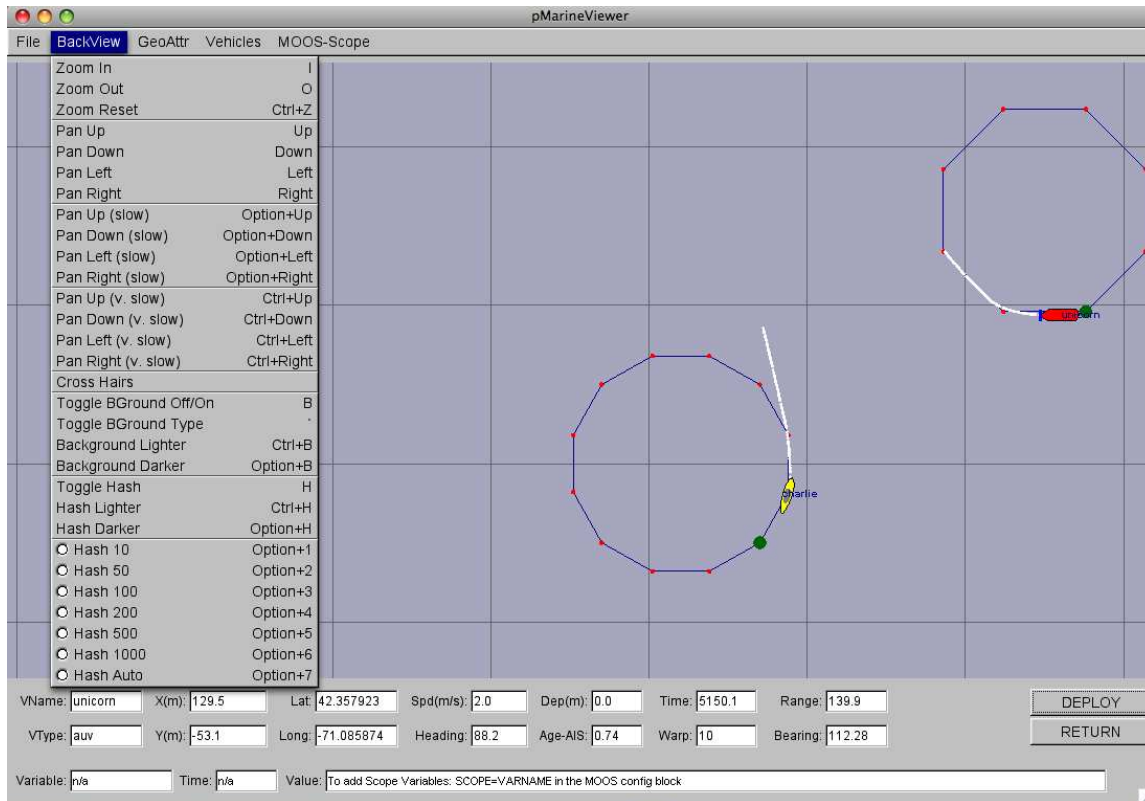 pMarineViewer
File BackView GeoAttr Vehicles MOOS-Scope
Zoom In I
Zoom Out O
Zoom Reset Ctrl+Z
Pan Up Up
Pan Down Down
Pan Left Left
Pan Right Right
Pan Up (slow) Option+Up
Pan Down (slow) Option+Down
Pan Left (slow) Option+Left
Pan Right (slow) Option+Right
Pan Up (v. slow) Ctrl+Up
Pan Down (v. slow) Ctrl+Down
Pan Left (v. slow) Ctrl+Left
Pan Right (v. slow) Ctrl+Right
Cross Hairs
Toggle BGround Off/On B
Toggle BGround Type `
Background Lighter Ctrl+B
Background Darker Option+B
Toggle Hash H
Hash Lighter Ctrl+H
Hash Darker Option+H
Hash 10 Option+1
Hash 50 Option+2
Hash 100 Option+3
Hash 200 Option+4
Hash 500 Option+5
Hash 1000 Option+6
Hash Auto Option+7
unicorn
charlie
VName: unicorn X(m): 129.5 Lat: 42.357923 Spd(m/s): 2.0 Dep(m): 0.0 Time: 5150.1 Range: 139.9 DEPLOY
VType: auv Y(m): -53.1 Long: -71.085874 Heading: 88.2 Age-AIS: 0.74 Warp: 10 Bearing: 112.28 RETURN
Variable: n/a Time: n/a Value: To add Scope Variables: SCOPE=VARNAME in the MOOS config block